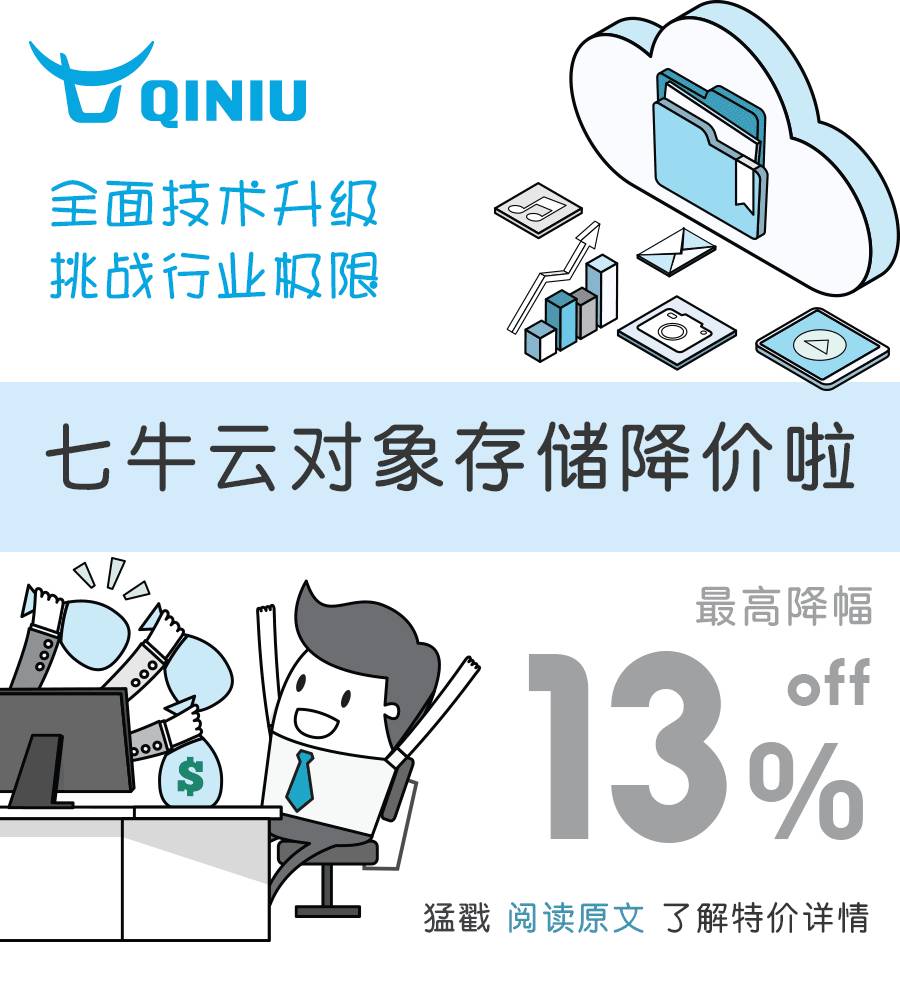 QINIU
全面技术升级
挑战行业极限
七牛云对象存储降价啦
最高降幅
13% off
$
猛戳 阅读原文 了解特价详情